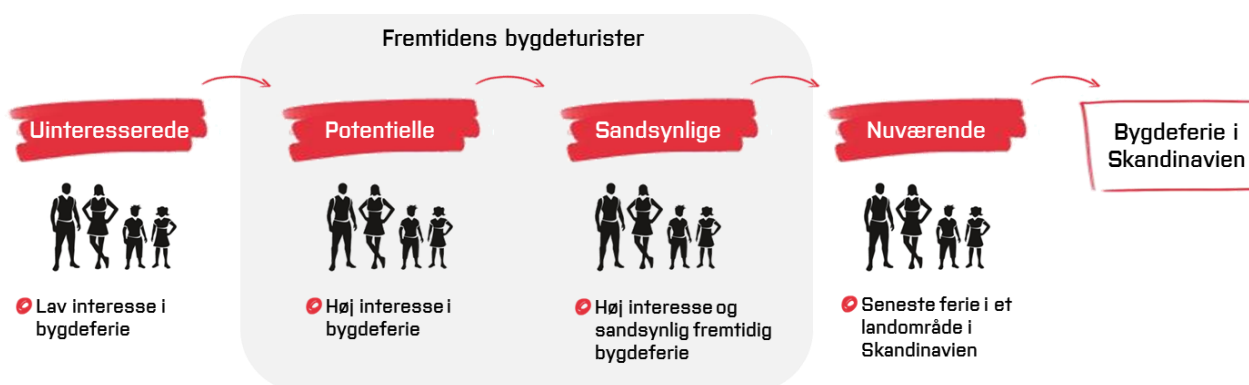 Fremtidens bygdeturister
Uinteresserede
Potentielle
Sandsynlige
Nuværende
Bygdeferie i
Skandinavien
Lav interesse i
bygdeferie
Høj interesse i
bygdeferie
Høj interesse og
sandsynlig fremtidig
bygdeferie
Seneste ferie i et
landområde i
Skandinavien